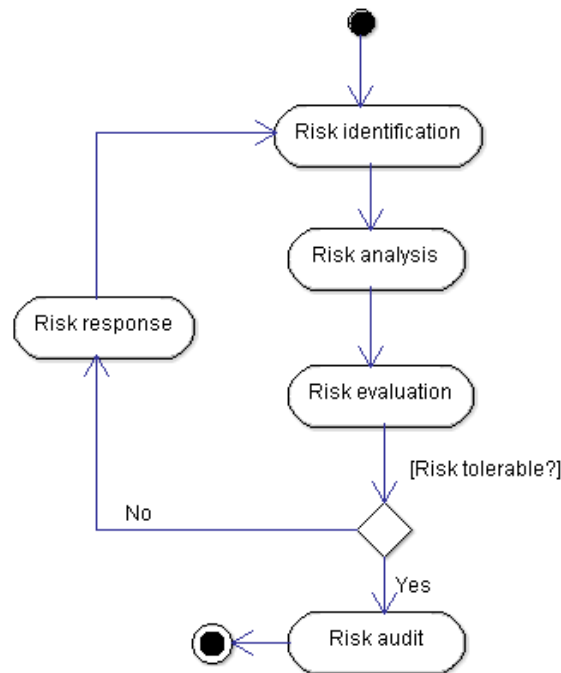 Risk identification
Risk analysis
Risk response
Risk evaluation
[Risk tolerable?]
No
Yes
Risk audit